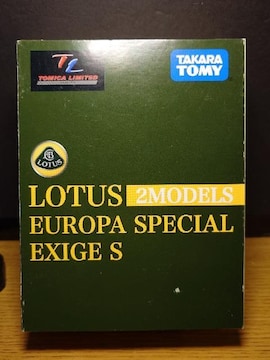 TL
TOMICA LIMITED
TAKARA
TOMY
LOTUS
LOTUS 2MODELS
EUROPA SPECIAL
EXIGE S